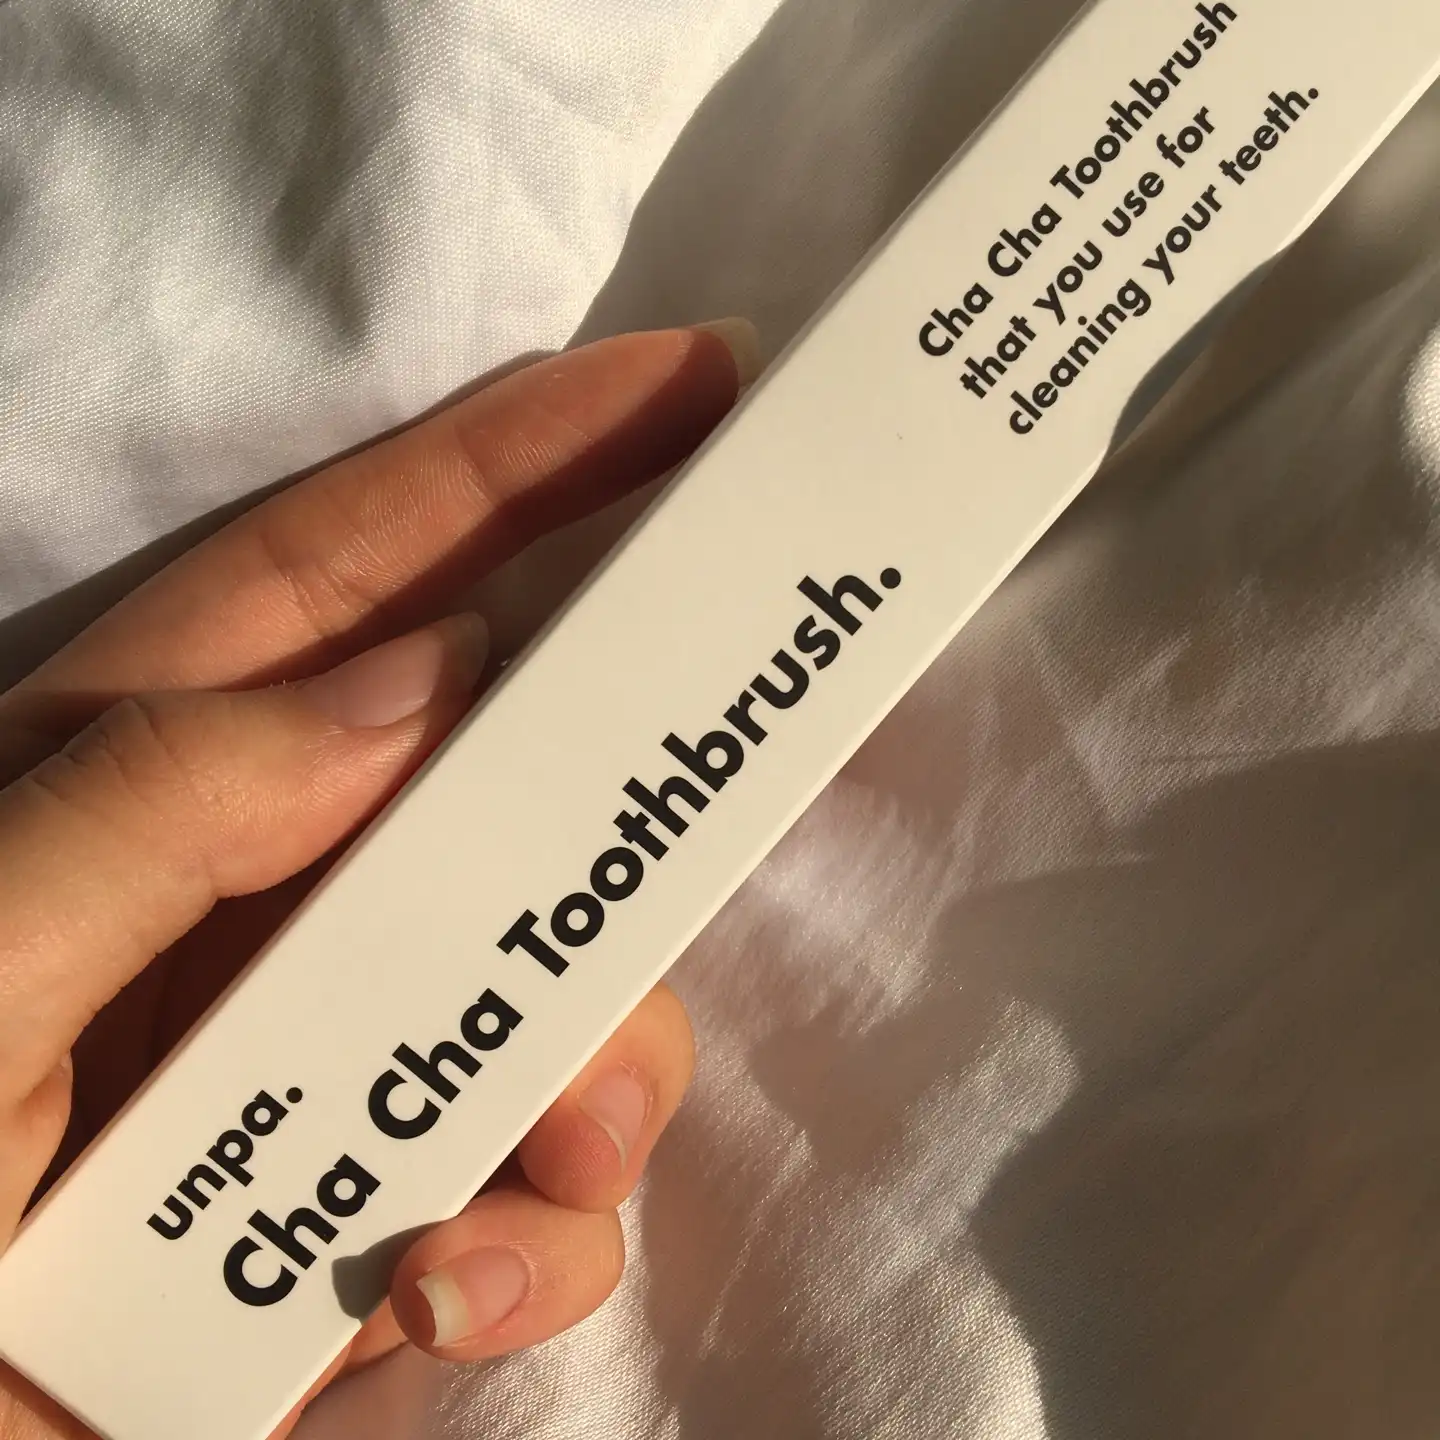 unpa.
Cha Cha Toothbrush.
Cha Cha Toothbrush
that you use for
cleaning your teeth.